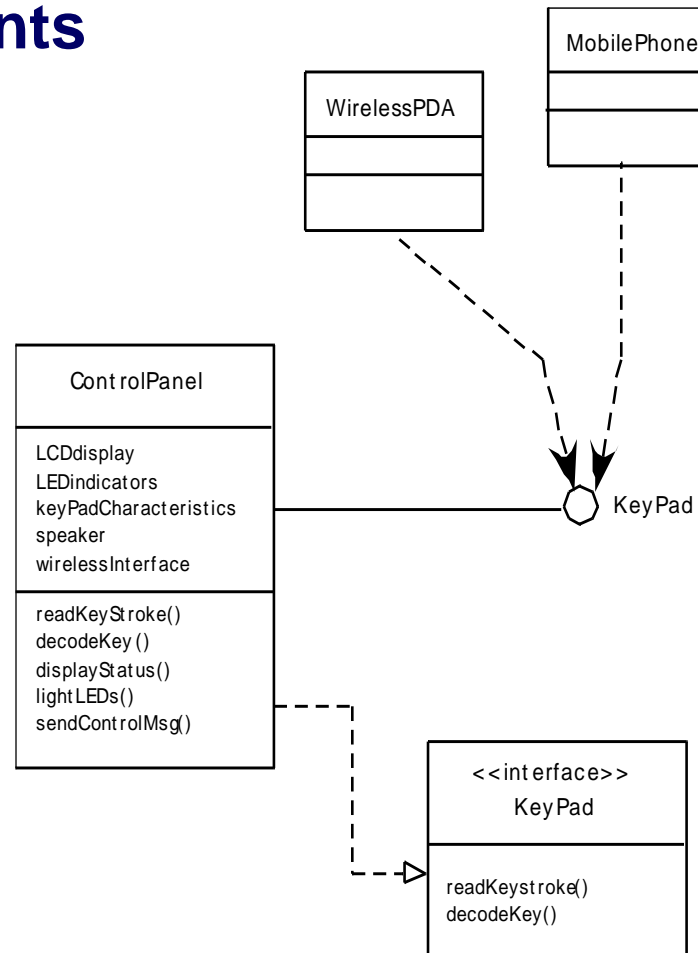 nts
MobilePhone
WirelessPDA
ControlPanel
LCDdisplay
LEDindicators
keyPadCharacteristics
speaker
wirelessInterface
KeyPad
readKeyStroke()
decodeKey()
displayStatus()
lightLEDs()
sendControlMsg()
<<interface>>
KeyPad
readKeystroke()
decodeKey()